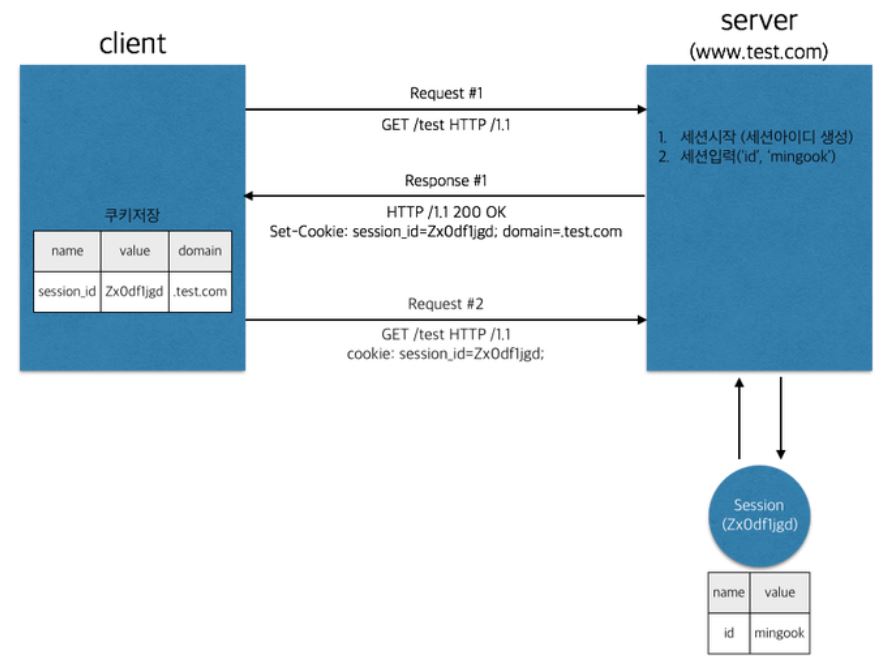 client
server
(www.test.com)
Request #1
GET /test HTTP /1.1
1. 세션시작 (세션아이디 생성)
2. 세션입력('id', 'mingook')
Response #1
HTTP /1.1 200 OK
Set-Cookie: session_id=Zx0df1jgd; domain=.test.com
쿠키저장
name value domain
session_id Zx0df1jgd .test.com
Request #2
GET /test HTTP /1.1
cookie: session_id=Zx0df1jgd;
Session
(Zx0df1jgd)
name value
id mingook